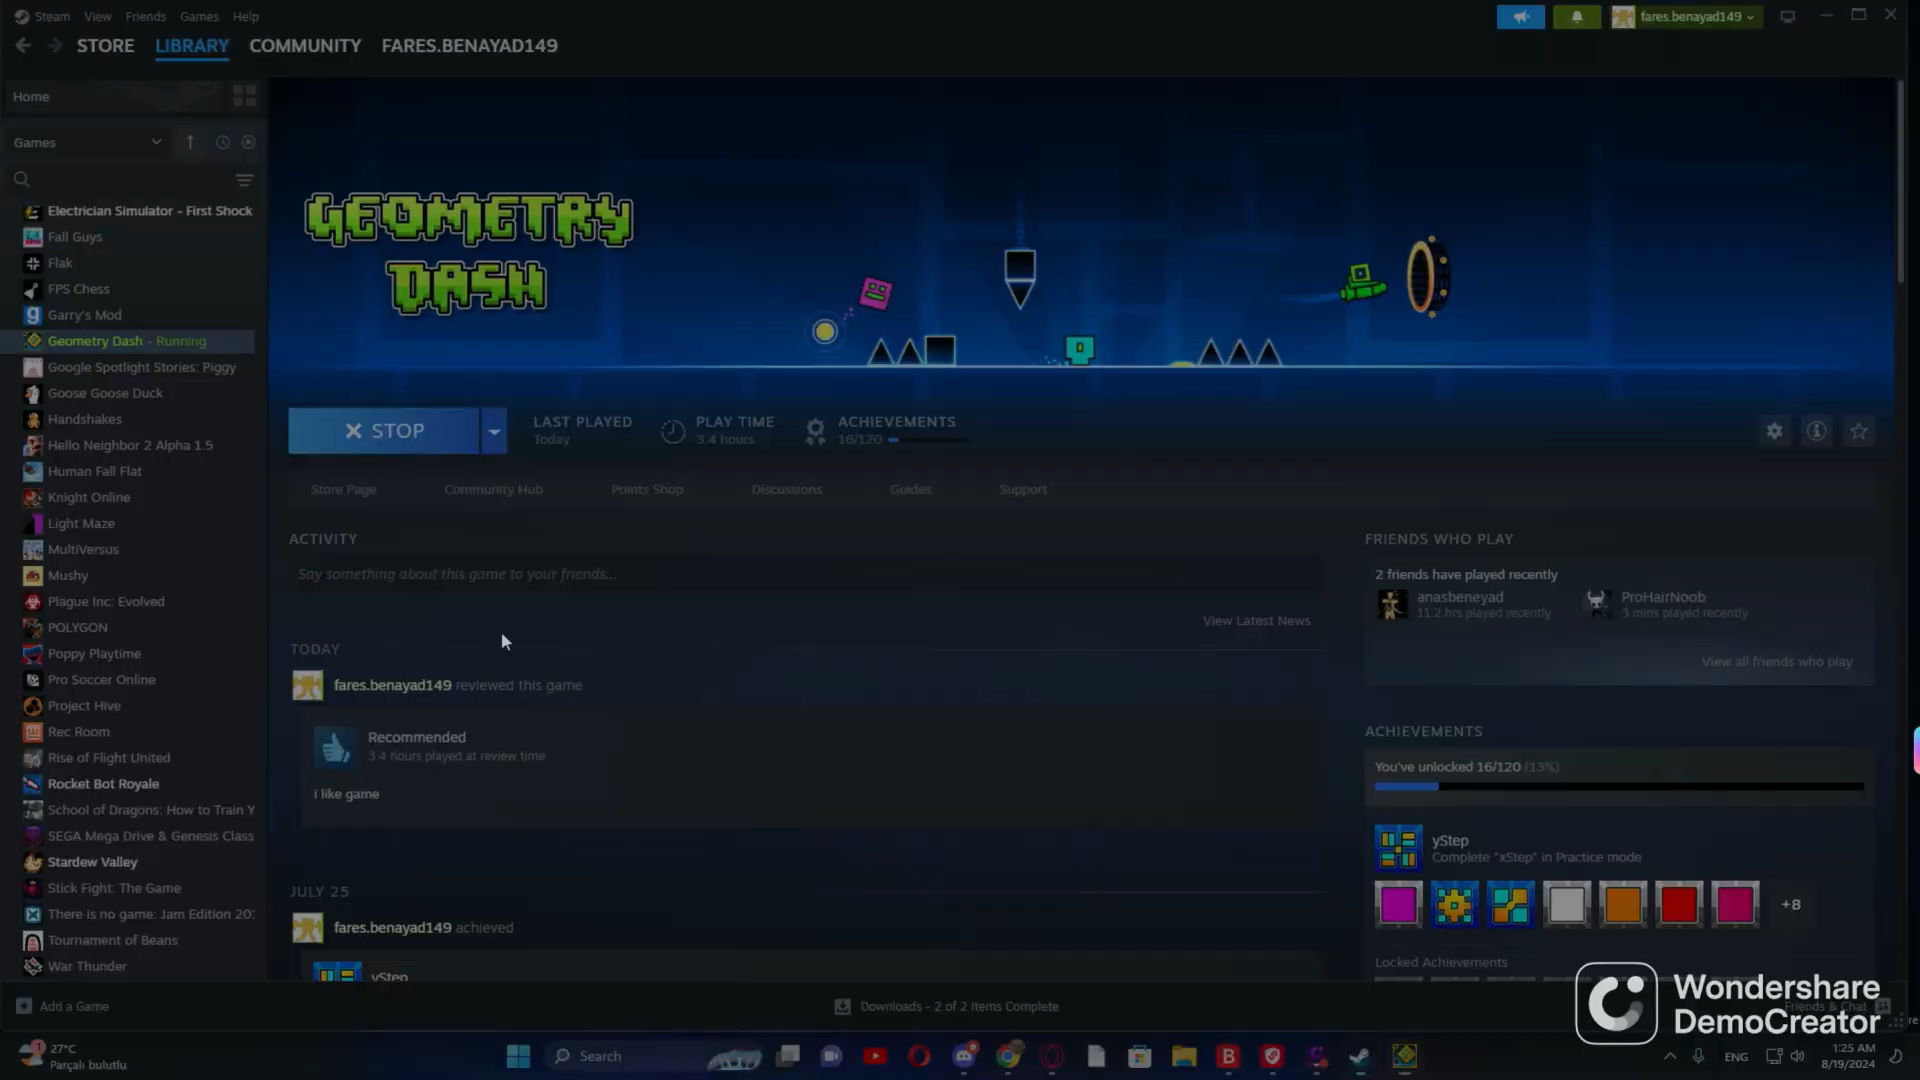 Steam View Friends Games Help
fares.benayad149
STORE LIBRARY COMMUNITY FARES.BENAYAD149
Home
Games
Electrician Simulator - First Shock
Fall Guys
Flak
FPS Chess
Garry's Mod
Geometry Dash - Running
Google Spotlight Stories: Piggy
Goose Goose Duck
Handshakes
Hello Neighbor 2 Alpha 1.5
Human Fall Flat
Knight Online
Light Maze
MultiVersus
Mushy
Plague Inc: Evolved
POLYGON
Poppy Playtime
Pro Soccer Online
Project Hive
Rec Room
Rise of Flight United
Rocket Bot Royale
School of Dragons: How to Train Y
SEGA Mega Drive & Genesis Class
Stardew Valley
Stick Fight: The Game
There is no game: Jam Edition 20
Tournament of Beans
War Thunder
Add a Game
GEOMETRY
DASH
STOP
LAST PLAYED
Today
PLAY TIME
3.4 hours
ACHIEVEMENTS
16/120
Store Page Community Hub Points Shop Discussions Guides Support
ACTIVITY
Say something about this game to your friends...
View Latest News
TODAY
fares.benayad149 reviewed this game
Recommended
3.4 hours played at review time
i like game
JULY 25
fares.benayad149 achieved
yStep
FRIENDS WHO PLAY
2 friends have played recently
anasbeneyad
11.2 hrs played recently
ProHairNoob
3 mins played recently
View all friends who play
ACHIEVEMENTS
You've unlocked 16/120 (13%)
yStep
Complete "xStep" in Practice mode
+8
Locked Achievements
Downloads - 2 of 2 Items Complete
Friends & Chat
Wondershare
DemoCreator
27°C
Parçalı bulutlu
Search
ENG
1:25 AM
8/19/2024